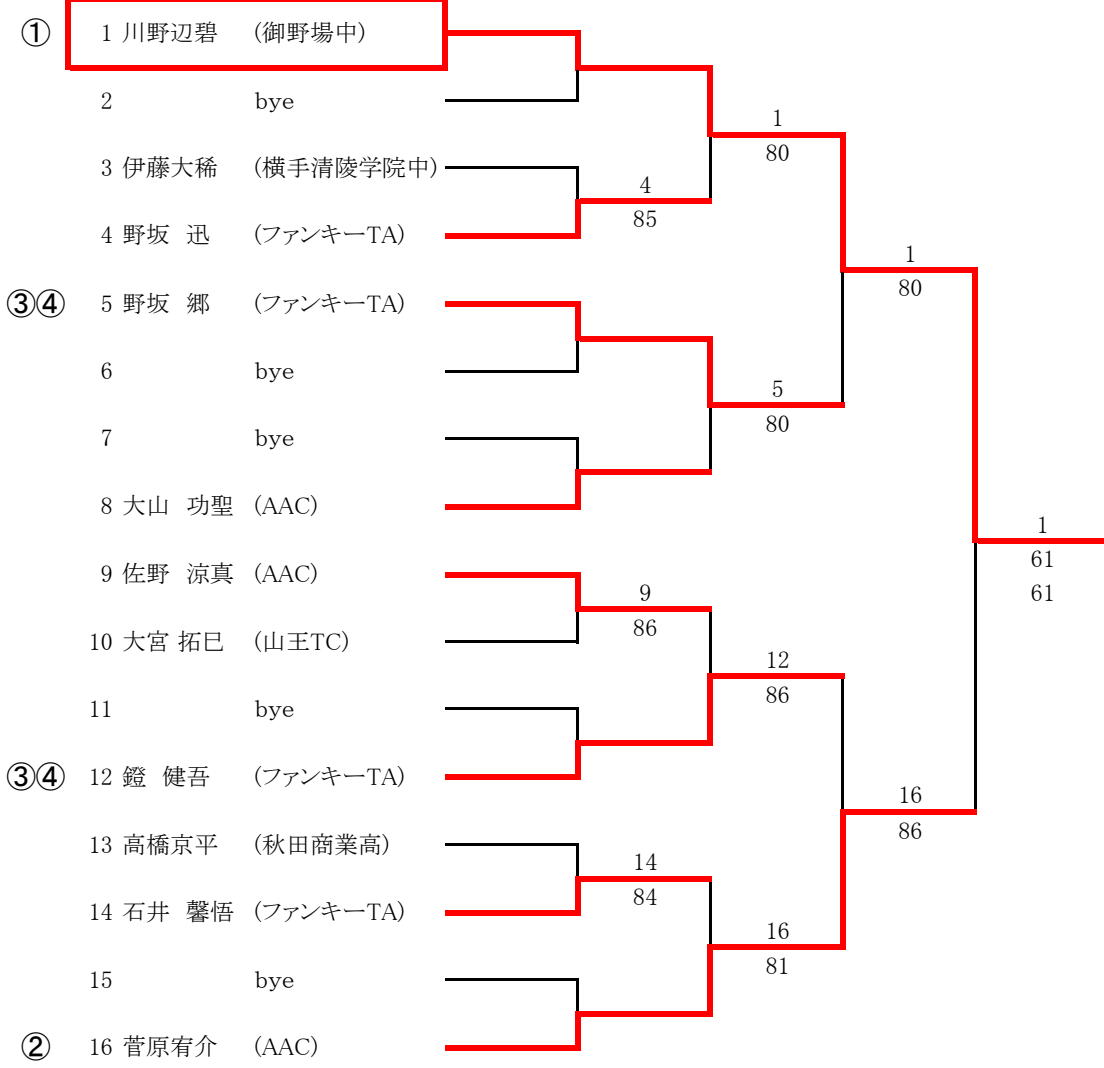 ① 1 川野辺碧 (御野場中)
2 bye
1
80
3 伊藤大稀 (横手清陵学院中)
4
85
4 野坂 迅 (ファンキーTA)
1
80
③④ 5 野坂 郷 (ファンキーTA)
6 bye
5
80
7 bye
8 大山 功聖 (AAC)
1
61
61
9 佐野 涼真 (AAC)
9
86
10 大宮 拓巳 (山王TC)
12
86
11 bye
③④ 12 鐙 健吾 (ファンキーTA)
16
86
13 高橋京平 (秋田商業高)
14
84
14 石井 馨悟 (ファンキーTA)
16
81
15 bye
② 16 菅原宥介 (AAC)